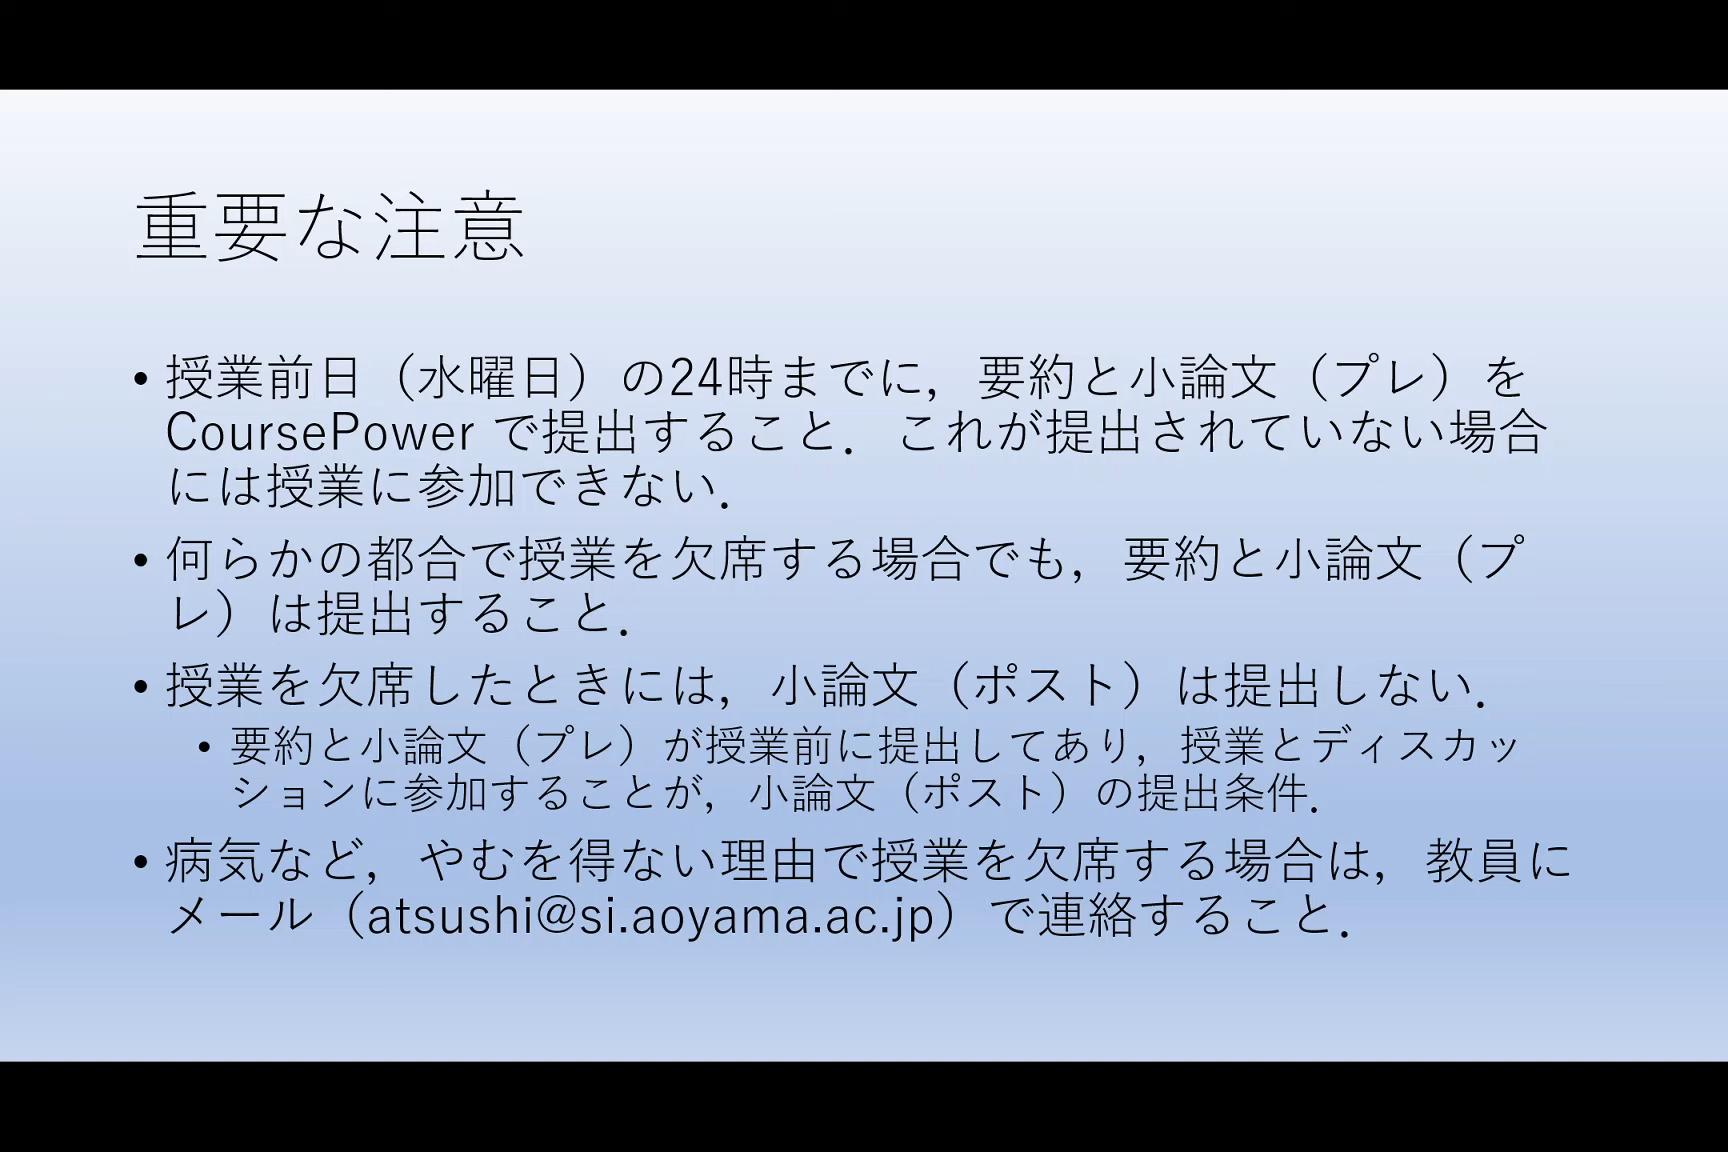 重要な注意
• 授業前日（水曜日）の24時までに，要約と小論文（プレ）を
CoursePower で提出すること．これが提出されていない場合
には授業に参加できない．
• 何らかの都合で授業を欠席する場合でも，要約と小論文（プ
レ）は提出すること．
• 授業を欠席したときには，小論文（ポスト）は提出しない．
• 要約と小論文（プレ）が授業前に提出してあり，授業とディスカッ
ションに参加することが，小論文（ポスト）の提出条件．
• 病気など，やむを得ない理由で授業を欠席する場合は，教員に
メール（atsushi@si.aoyama.ac.jp）で連絡すること．